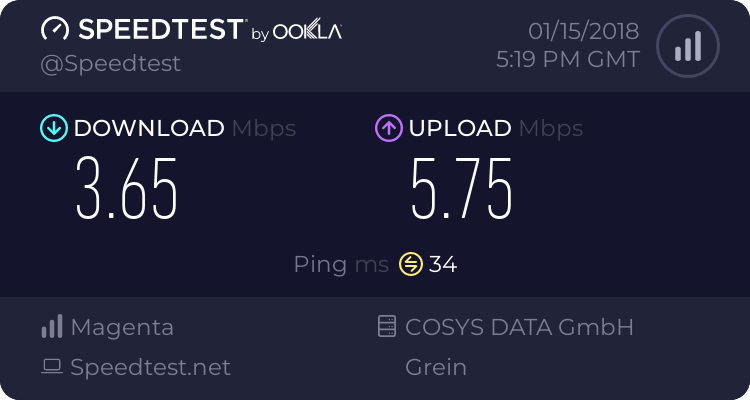 SPEEDTEST by OOKLA
01/15/2018
@Speedtest
5:19 PM GMT
DOWNLOAD Mbps
3.65
UPLOAD Mbps
5.75
Ping ms 34
Magenta
Speedtest.net
COSYS DATA GmbH
Grein